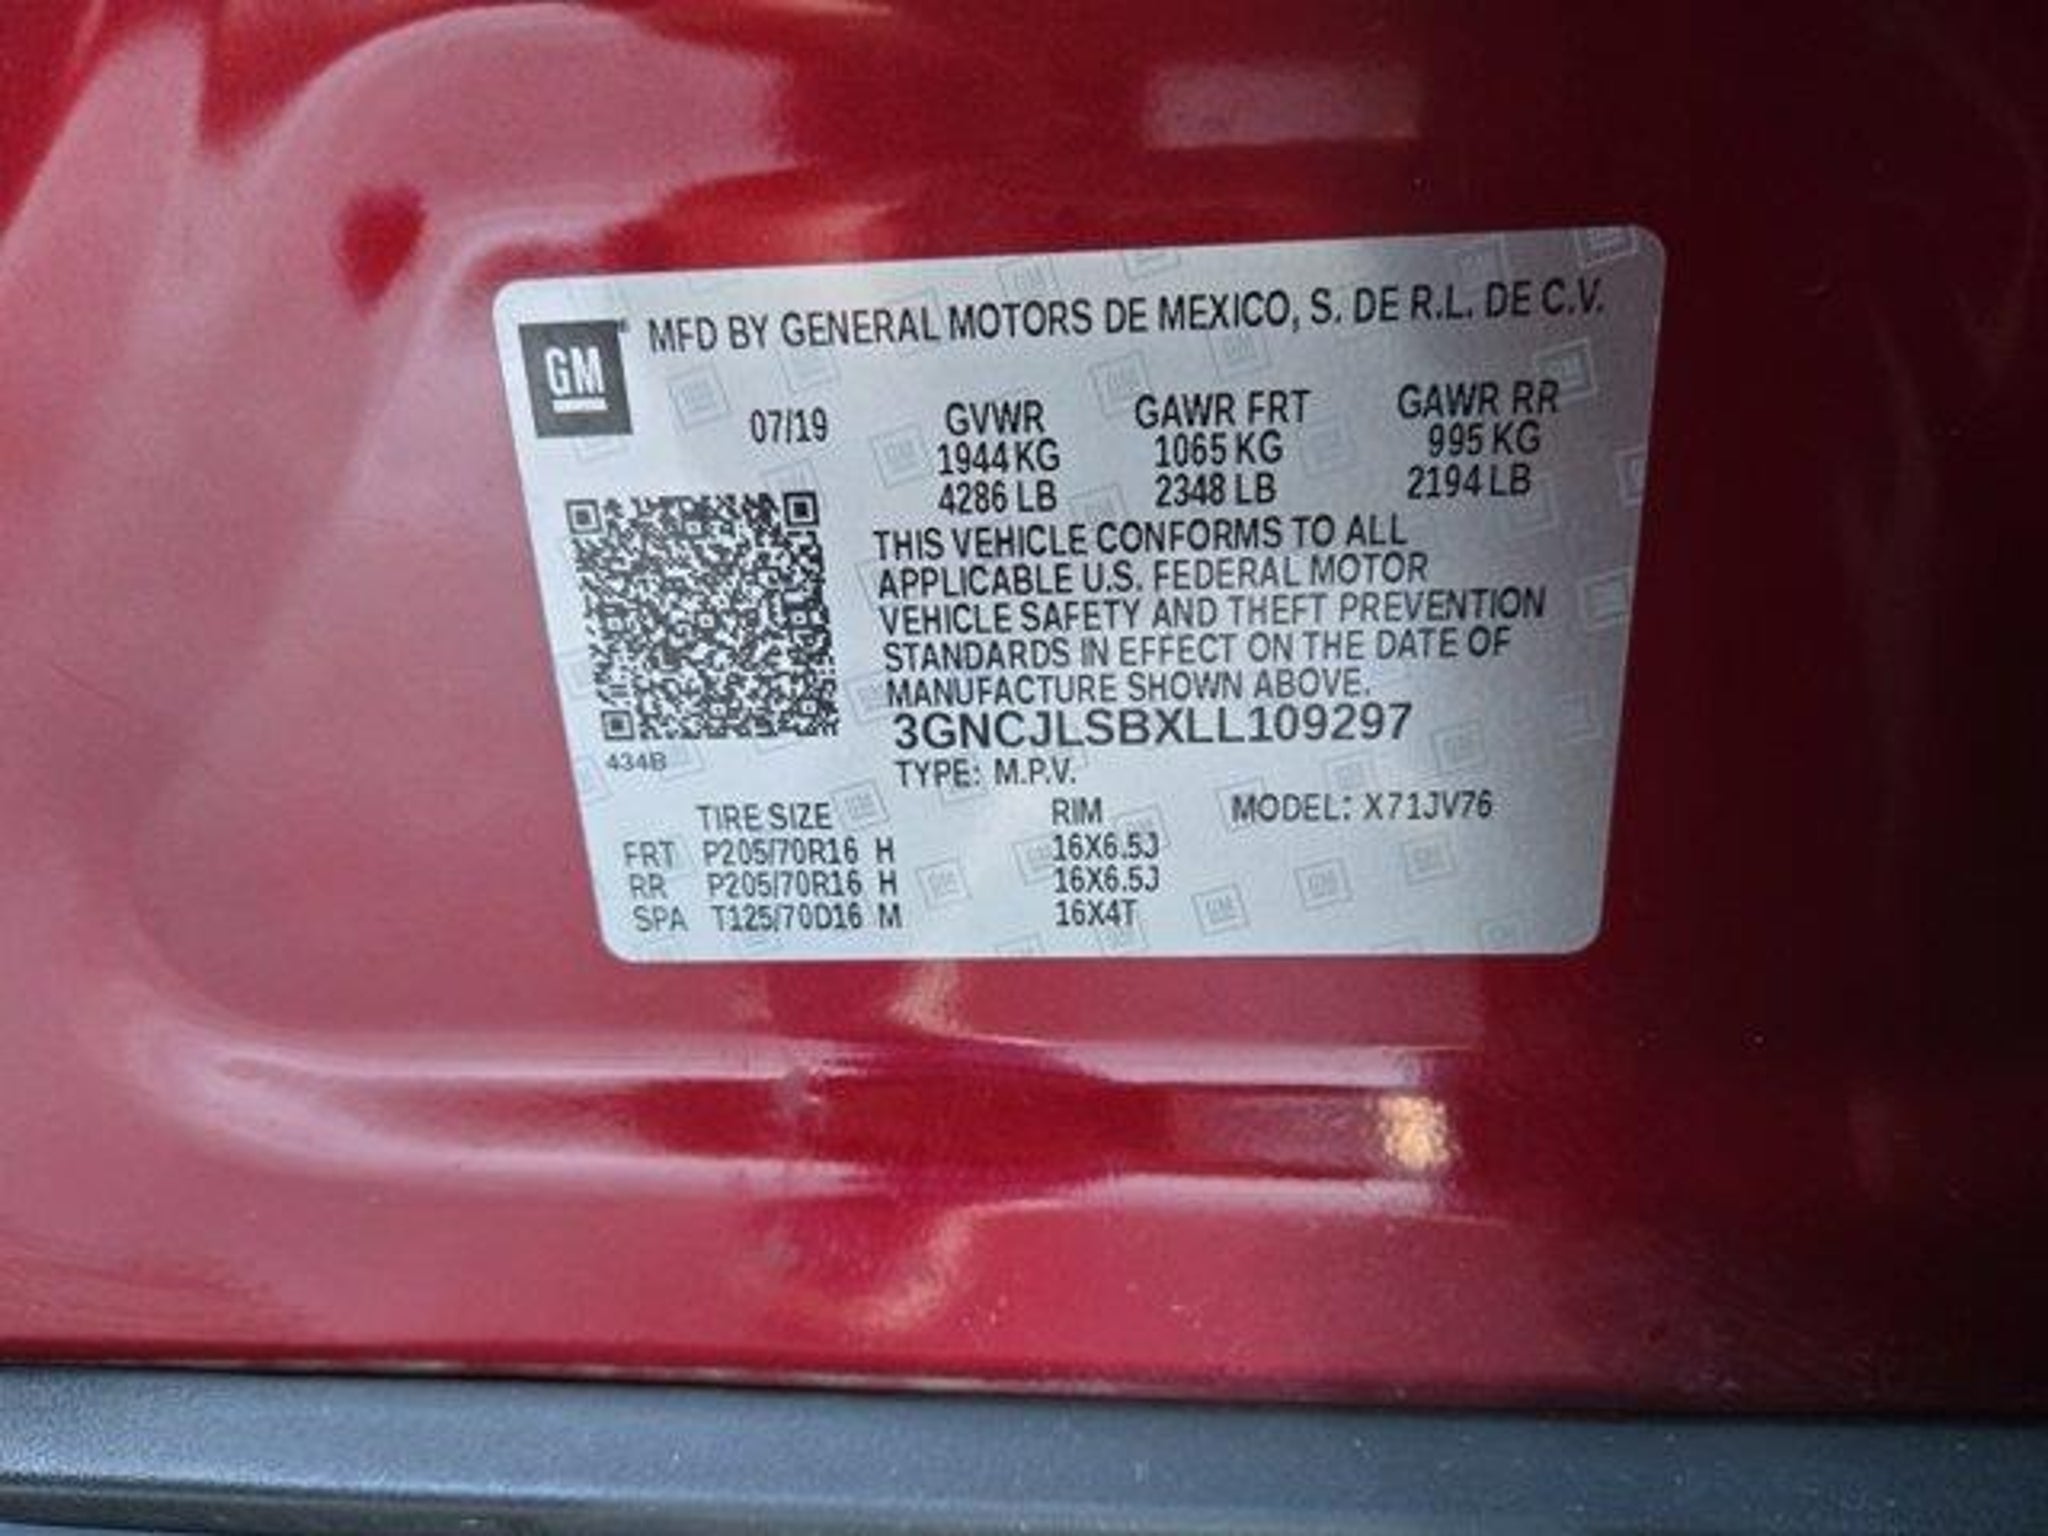 GM
MFD BY GENERAL MOTORS DE MEXICO, S. DE R.L. DE C.V.
07/19 GVWR GAWR FRT GAWR RR
1944 KG 1065 KG 995 KG
4286 LB 2348 LB 2194 LB
THIS VEHICLE CONFORMS TO ALL
APPLICABLE U.S. FEDERAL MOTOR
VEHICLE SAFETY AND THEFT PREVENTION
STANDARDS IN EFFECT ON THE DATE OF
MANUFACTURE SHOWN ABOVE.
3GNCJLSBXLL109297
434B
TYPE: M.P.V.
TIRE SIZE RIM MODEL: X71JV76
FRT P205/70R16 H 16X6.5J
RR P205/70R16 H 16X6.5J
SPA T125/70D16 M 16X4T